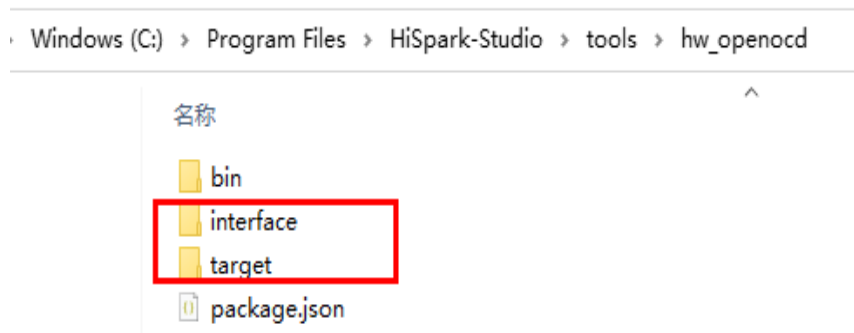 Windows (C:) > Program Files > HiSpark-Studio > tools > hw_openocd
名称
bin
interface
target
package.json